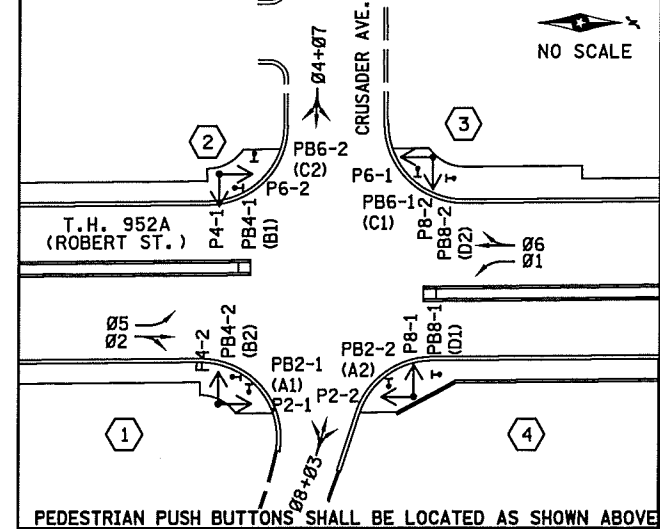 Ø4+Ø7
CRUSADER AVE.
NO SCALE
2
3
PB6-2
(C2)
P6-2
P6-1
PB6-1
(C1)
T.H. 952A
(ROBERT ST.)
P4-1
PB4-1
(B1)
P8-2
PB8-2
(D2)
Ø6
Ø1
Ø5
Ø2
P4-2
PB4-2
(B2)
PB2-1
(A1)
P2-1
PB2-2
(A2)
P2-2
P8-1
PB8-1
(D1)
1
4
Ø8+Ø3
PEDESTRIAN PUSH BUTTONS SHALL BE LOCATED AS SHOWN ABOVE